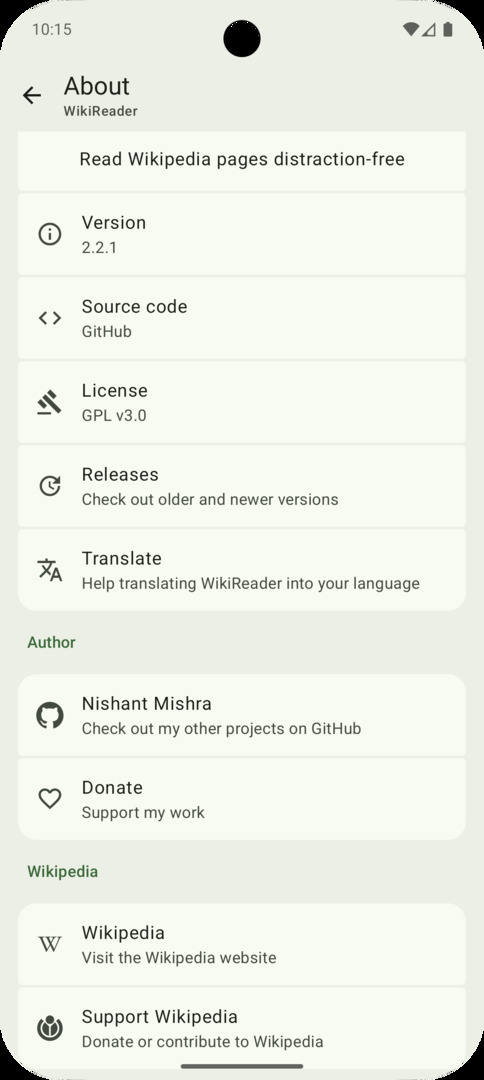 10:15
About
WikiReader
Read Wikipedia pages distraction-free
Version
2.2.1
Source code
GitHub
License
GPL v3.0
Releases
Check out older and newer versions
Translate
Help translating WikiReader into your language
Author
Nishant Mishra
Check out my other projects on GitHub
Donate
Support my work
Wikipedia
W
Wikipedia
Visit the Wikipedia website
Support Wikipedia
Donate or contribute to Wikipedia